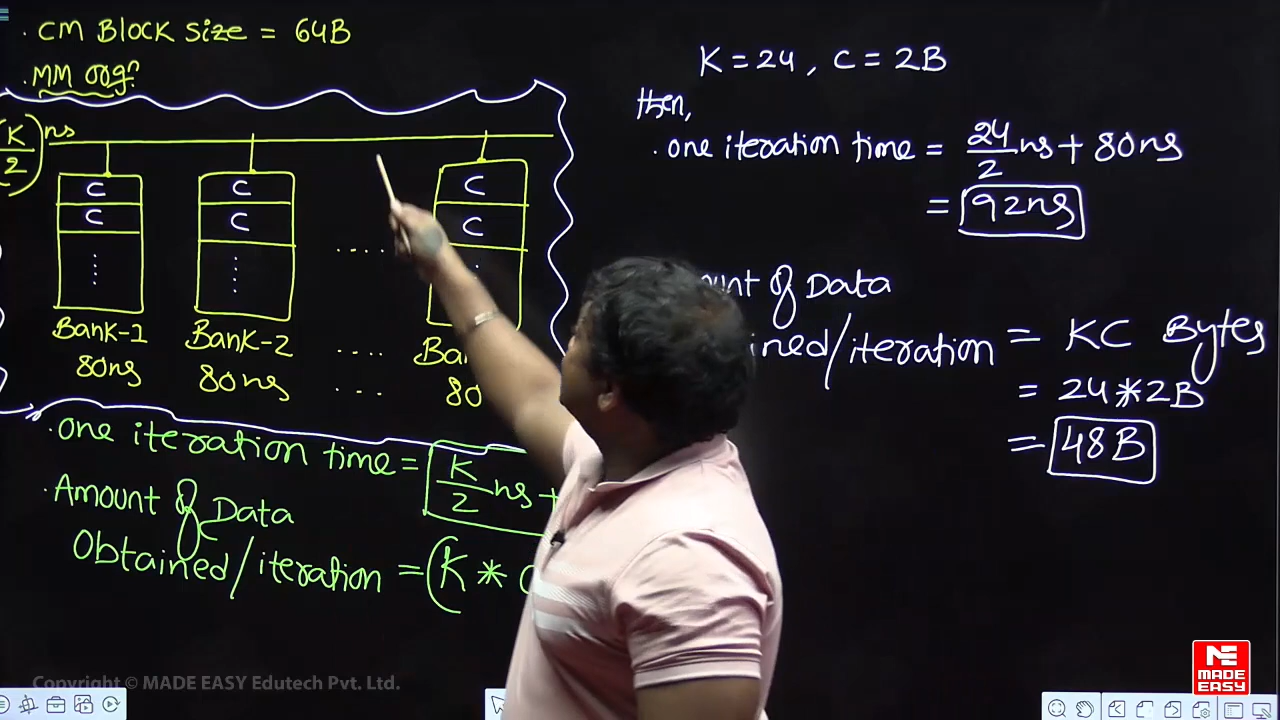 . CM Block Size = 64B
. MM orgn
K/2 ns
C C C
C C C
Bank-1 Bank-2 ....
80ns 80ns ... 80
. one iteration time = K/2 ns +
. Amount of Data
Obtained/iteration = (K *
K = 24, C = 2B
then,
. one iteration time = 24/2 ns + 80ns
= 92ns
of Data
/iteration = KC Bytes
= 24*2B
= 48B
Copyright © MADE EASY Edutech Pvt. Ltd.
ME
MADE
EASY